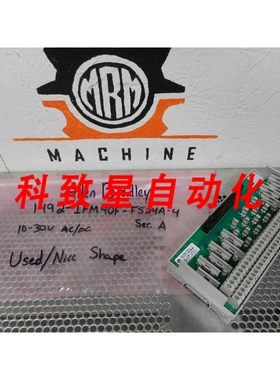 MRM
MACHINE
Allen Bradley
科致星自动化
1492-IFM40F-FS24A-4
10-30V AC/DC
Ser. A
Used/Nice Shape